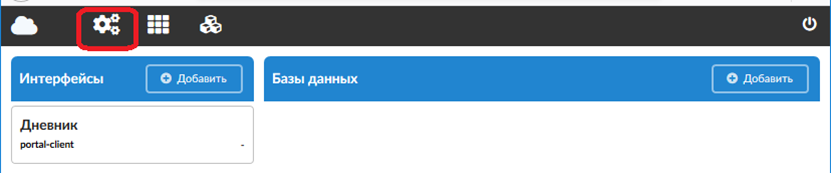 Интерфейсы
Добавить
Базы данных
Добавить
Дневник
portal-client
-